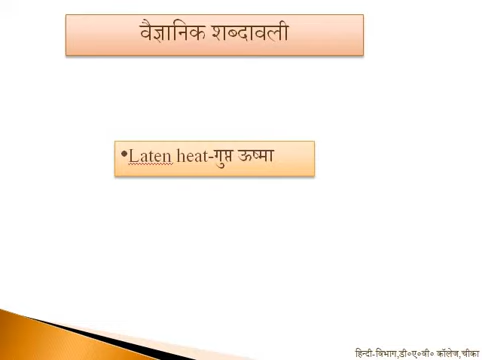 वैज्ञानिक शब्दावली
•Laten heat-गुप्त ऊष्मा
हिन्दी-विभाग,डी०ए०वी० कॉलेज,चीका